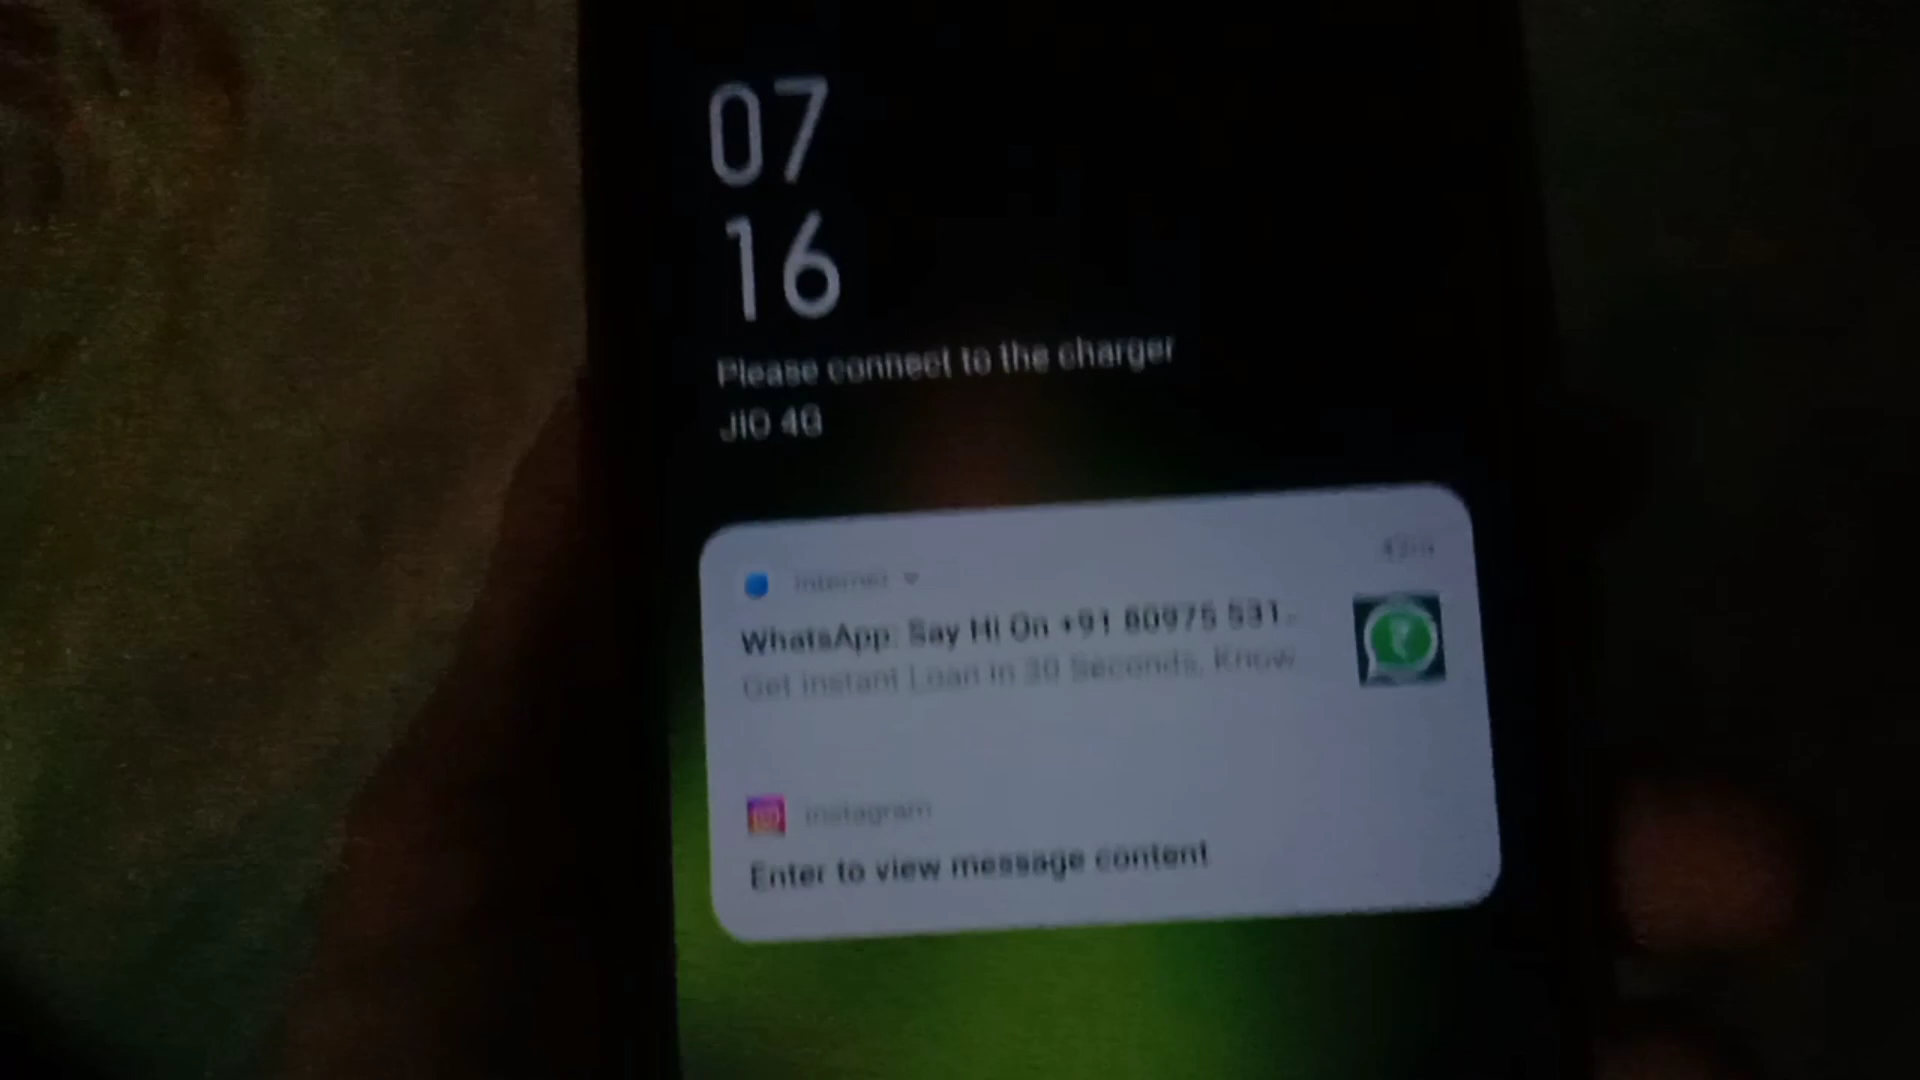 07
16
Please connect to the charger
JIO 4G
Internet
WhatsApp: Say Hi On +91 80975 531..
Get Instant Loan In 30 Seconds. Know
Instagram
Enter to view message content